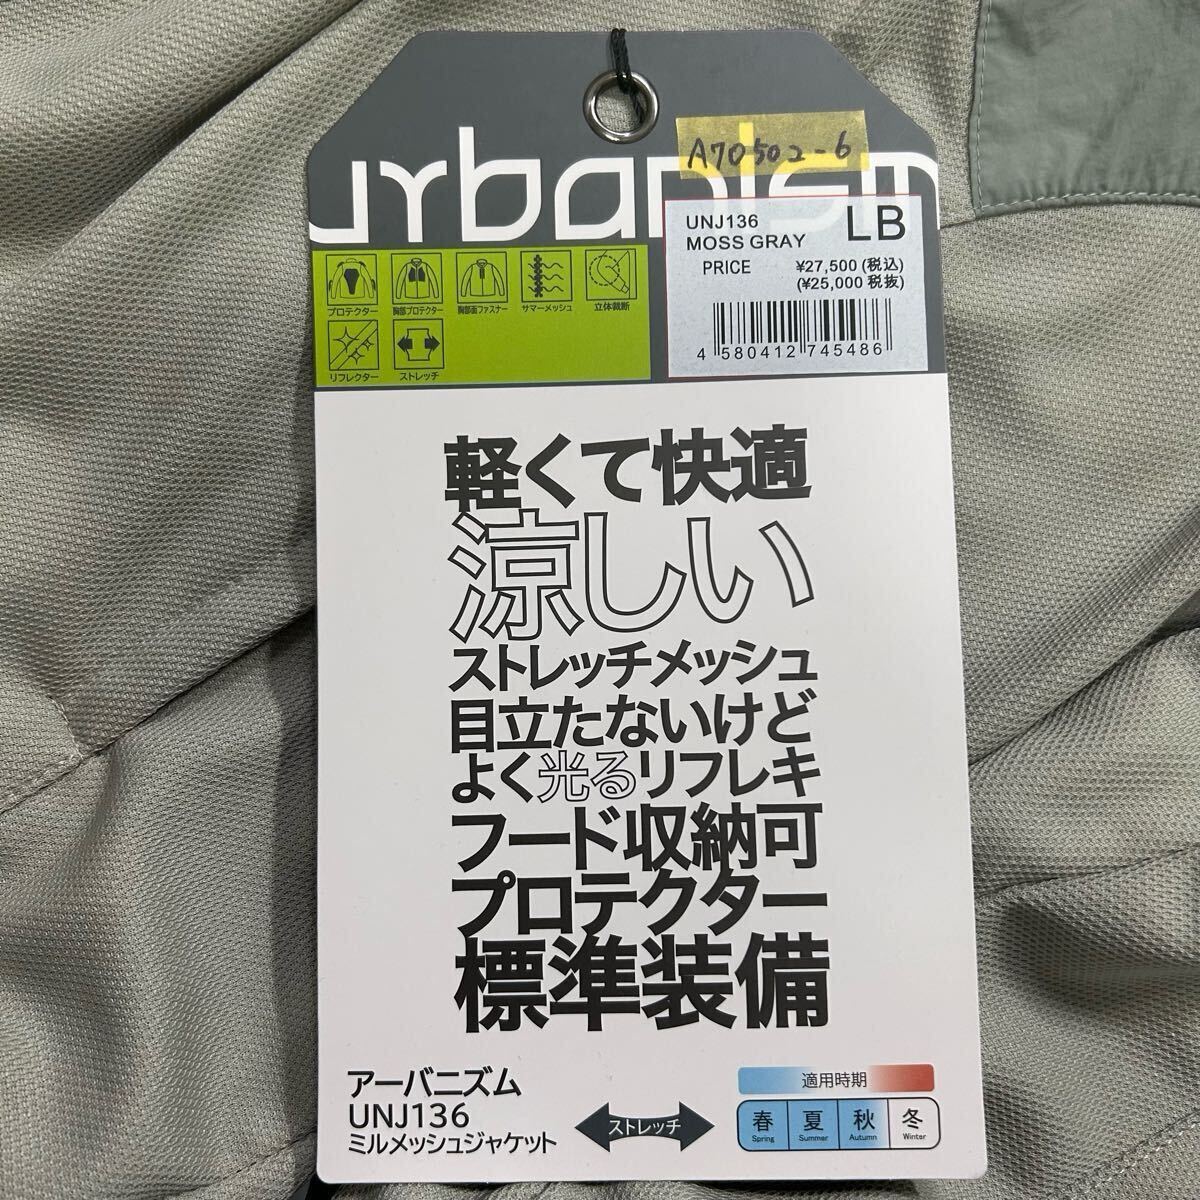 A70502-6
urbanism
UNJ136
MOSS GRAY
LB
PRICE ¥27,500 (税込)
(¥25,000 税抜)
4 580412 745486
プロテクター
胸部プロテクター
胸部面ファスナー
サマーメッシュ
立体裁断
リフレクター
ストレッチ
軽くて快適
涼しい
ストレッチメッシュ
目立たないけど
よく光るリフレキ
フード収納可
プロテクター
標準装備
アーバニズム
UNJ136
ミルメッシュジャケット
ストレッチ
適用時期
春 夏 秋 冬
Spring Summer Autumn Winter